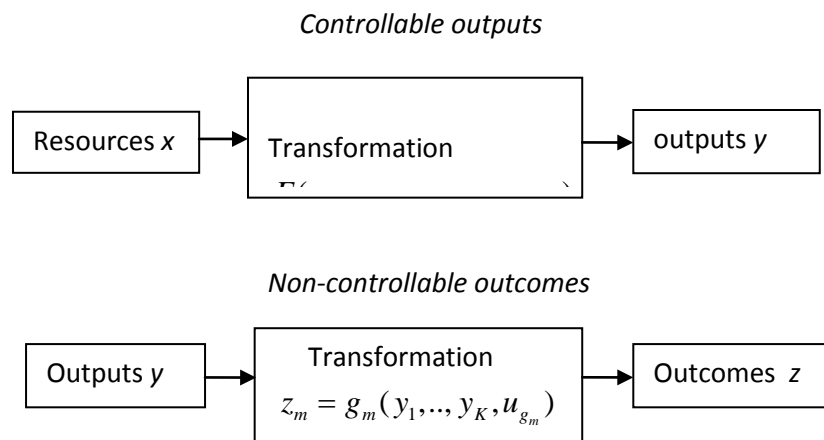 Controllable outputs
Resources x
Transformation
outputs y
Non-controllable outcomes
Outputs y
Transformation
z_m = g_m(y_1,..,y_K,u_{g_m})
Outcomes z